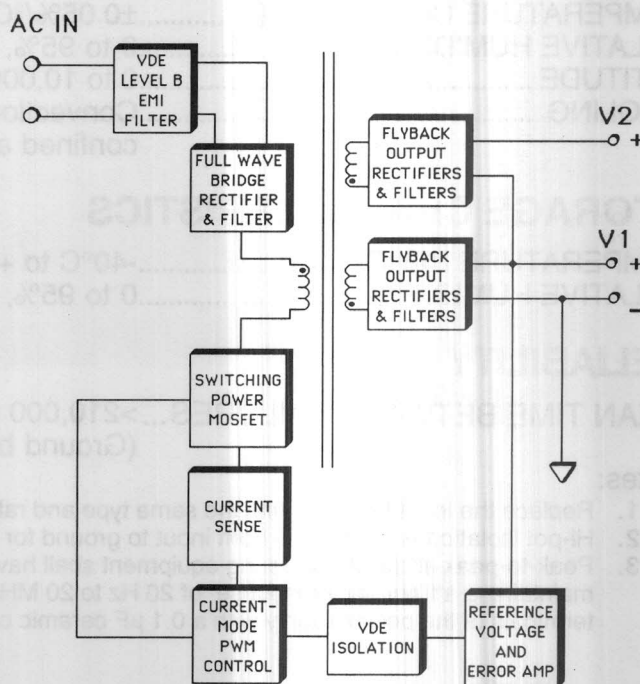 AC IN
VDE
LEVEL B
EMI
FILTER
FULL WAVE
BRIDGE
RECTIFIER
& FILTER
FLYBACK
OUTPUT
RECTIFIERS
& FILTERS
V2
+
FLYBACK
OUTPUT
RECTIFIERS
& FILTERS
V1
+
–
SWITCHING
POWER
MOSFET
CURRENT
SENSE
CURRENT-
MODE
PWM
CONTROL
VDE
ISOLATION
REFERENCE
VOLTAGE
AND
ERROR AMP